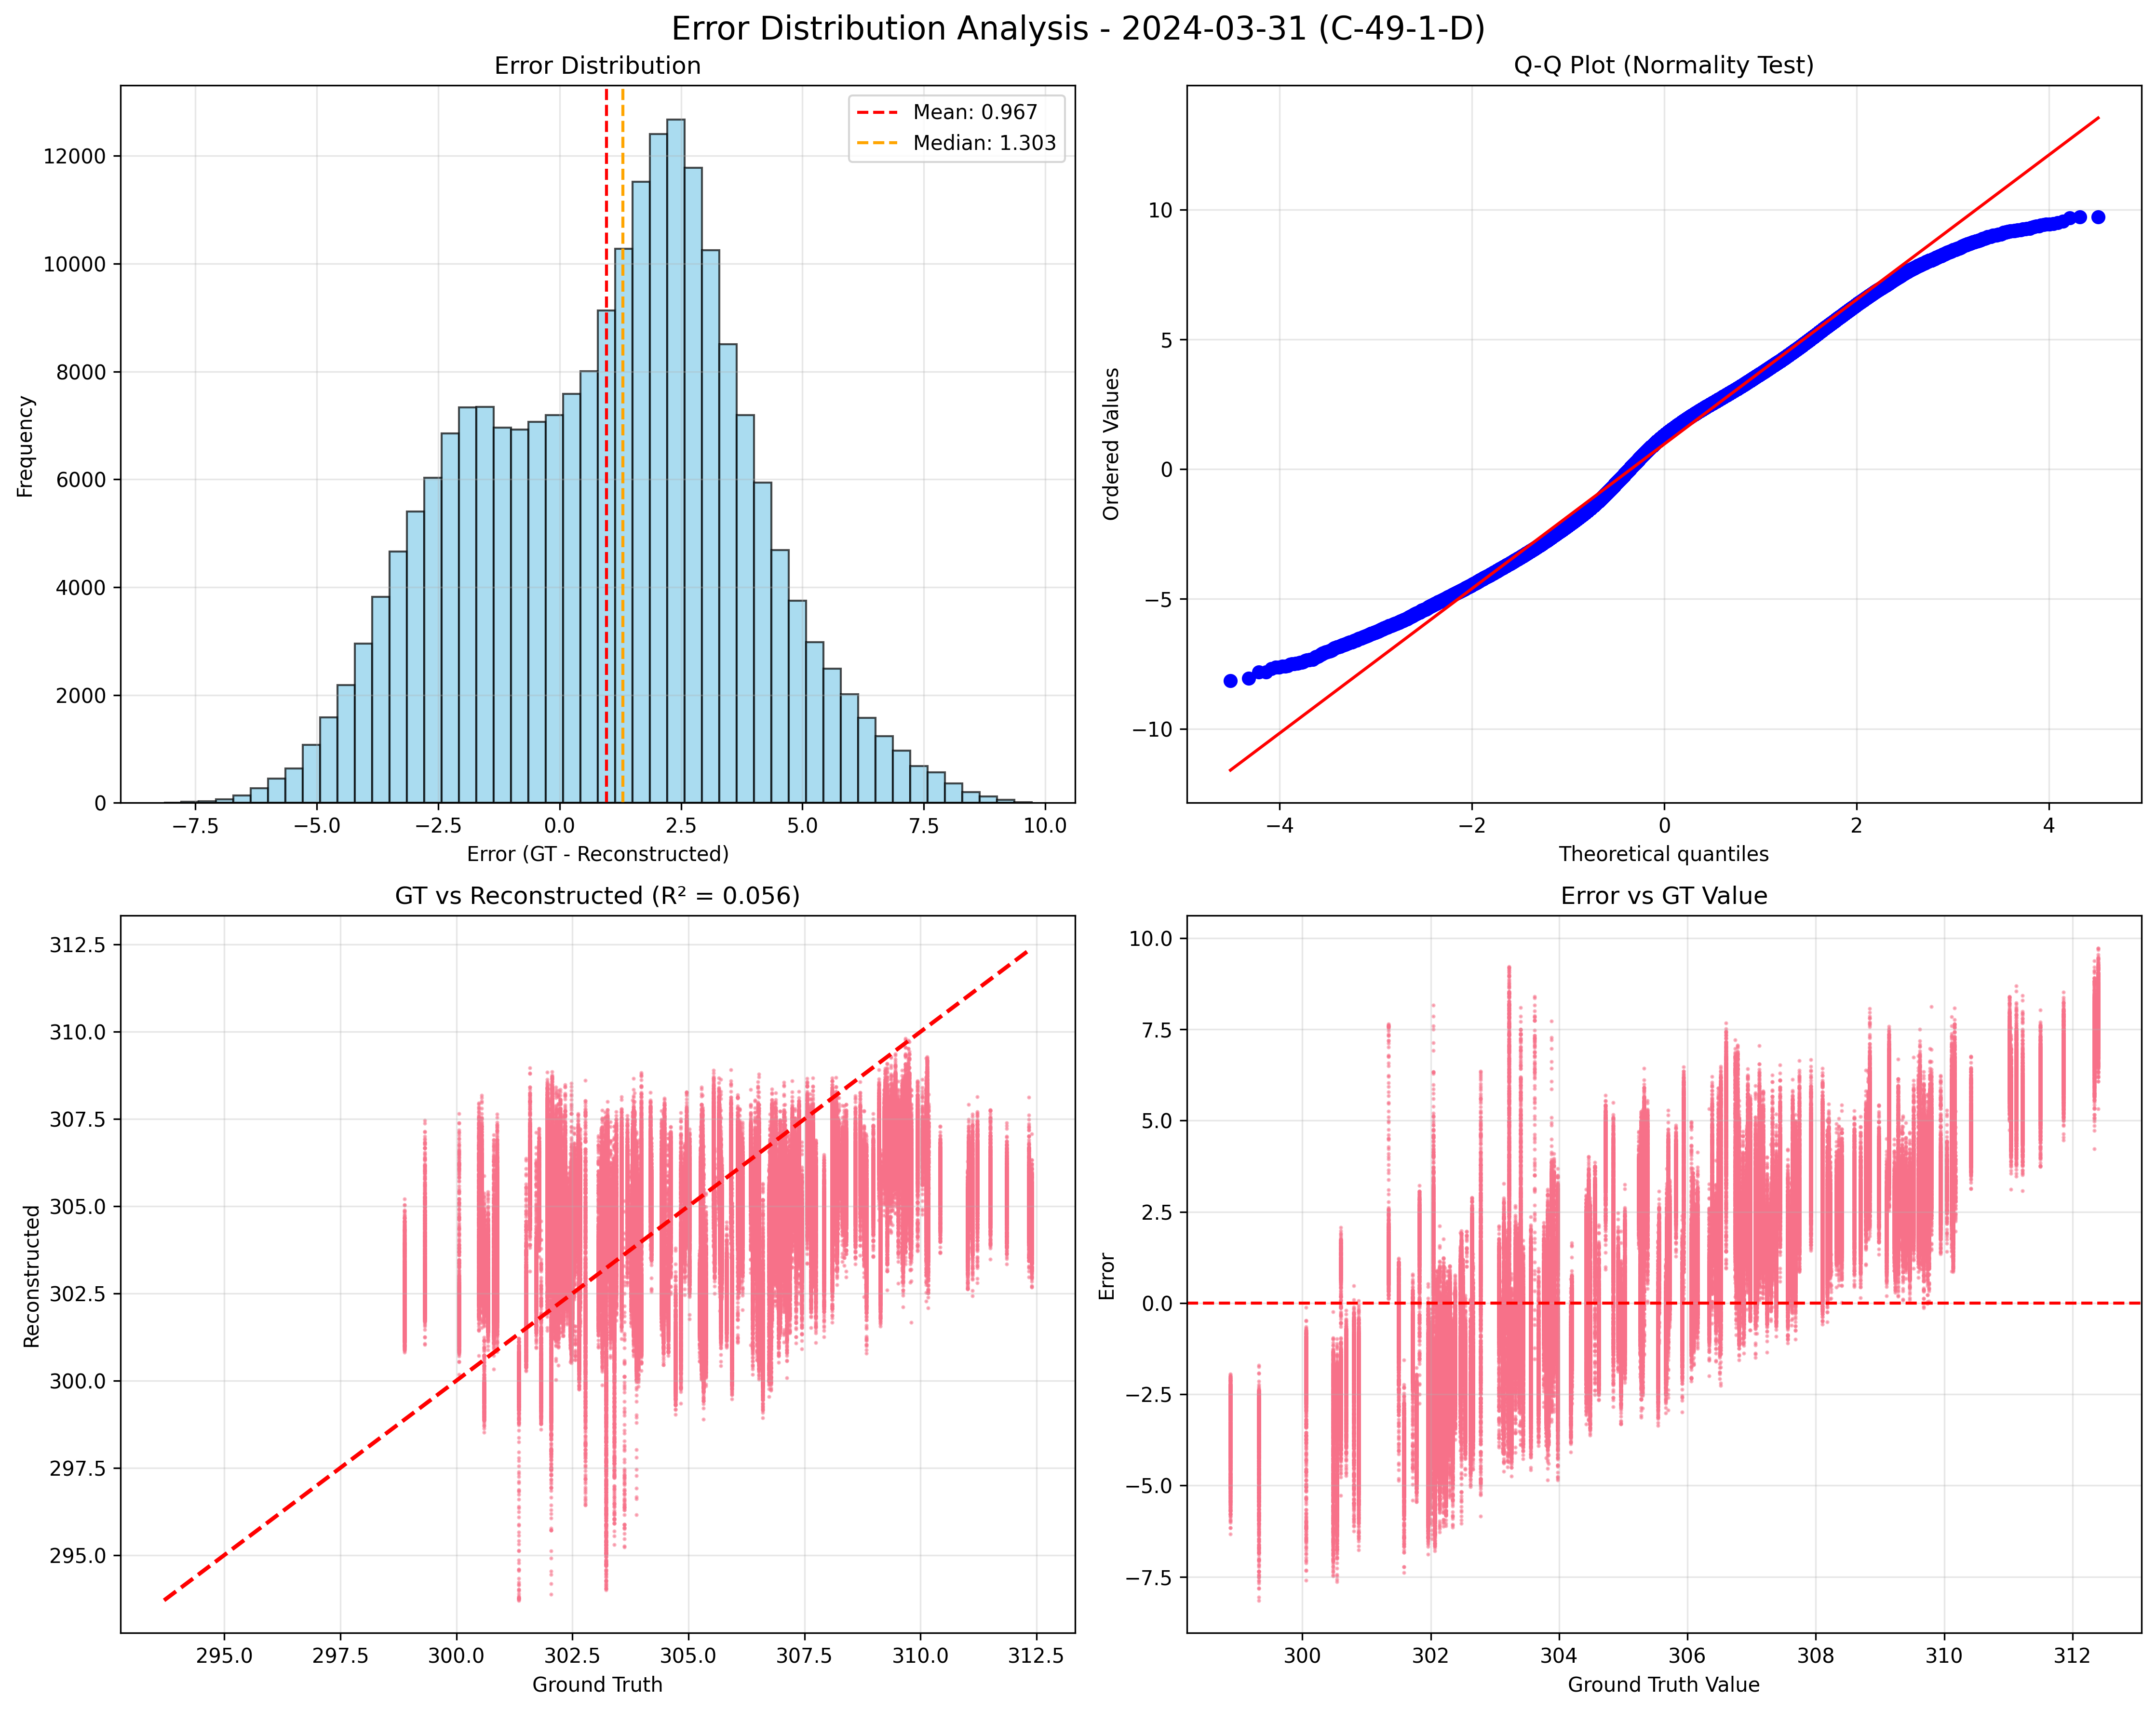 Error Distribution Analysis - 2024-03-31 (C-49-1-D)
Error Distribution
Mean: 0.967
Median: 1.303
12000
10000
8000
6000
4000
2000
0
Frequency
−7.5 −5.0 −2.5 0.0 2.5 5.0 7.5 10.0
Error (GT - Reconstructed)
Q-Q Plot (Normality Test)
10
5
0
−5
−10
Ordered Values
−4 −2 0 2 4
Theoretical quantiles
GT vs Reconstructed (R² = 0.056)
312.5
310.0
307.5
305.0
302.5
300.0
297.5
295.0
Reconstructed
295.0 297.5 300.0 302.5 305.0 307.5 310.0 312.5
Ground Truth
Error vs GT Value
10.0
7.5
5.0
2.5
0.0
−2.5
−5.0
−7.5
Error
300 302 304 306 308 310 312
Ground Truth Value